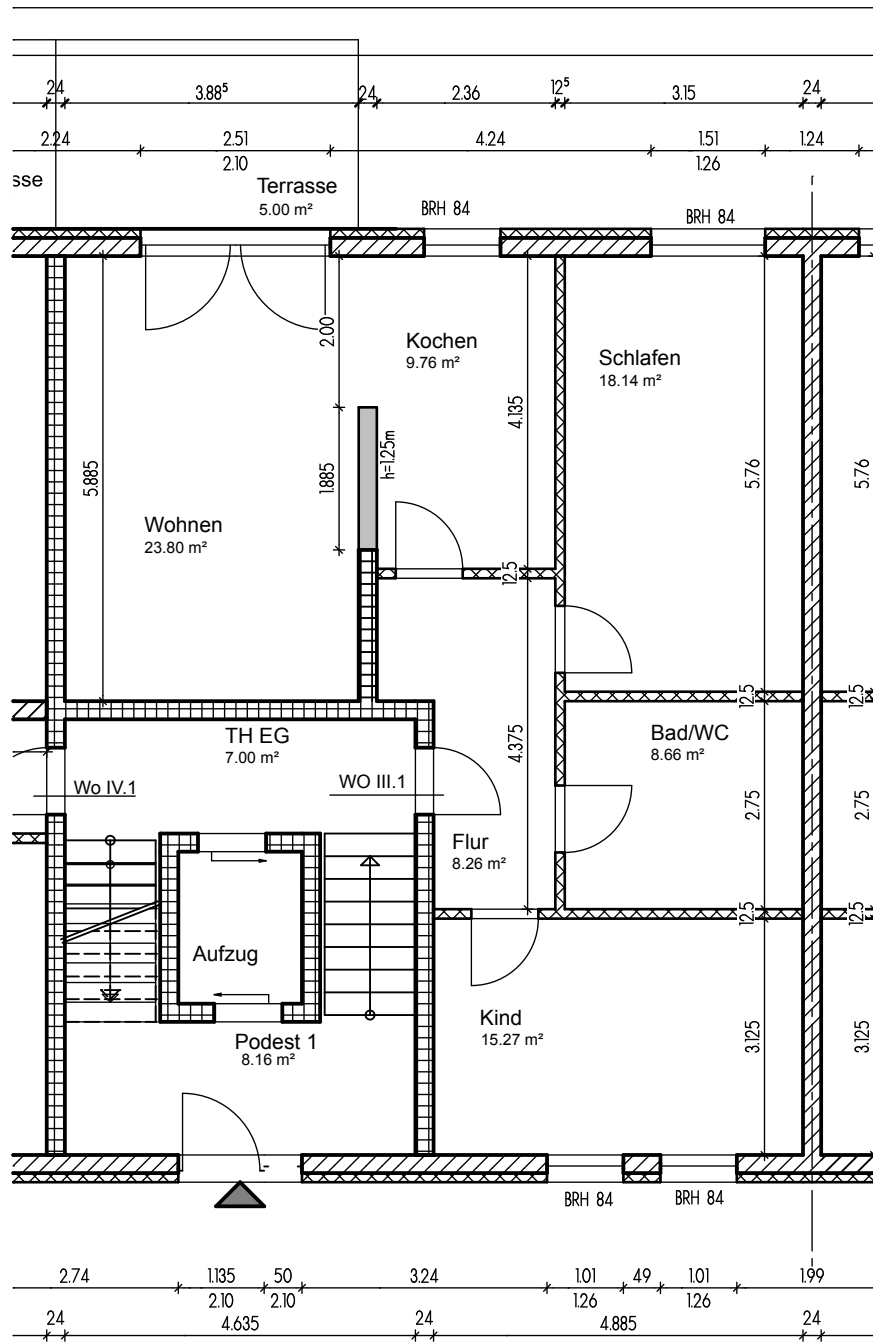 24 3.88⁵ 24 2.36 12⁵ 3.15 24
2.24 2.51 4.24 1.51 1.24
2.10 1.26
sse
Terrasse
5.00 m²
BRH 84
BRH 84
2.00
Kochen
9.76 m²
Schlafen
18.14 m²
4.135
5.885
1.885
h=1.25m
5.76
5.76
Wohnen
23.80 m²
12.5
12.5
12.5
TH EG
7.00 m²
4.375
Bad/WC
8.66 m²
Wo IV.1
WO III.1
2.75
2.75
Flur
8.26 m²
12.5
12.5
Aufzug
Kind
15.27 m²
Podest 1
8.16 m²
3.125
3.125
BRH 84
BRH 84
2.74 1.135 50 3.24 1.01 49 1.01 1.99
2.10 2.10 1.26 1.26
24 4.635 24 4.885 24